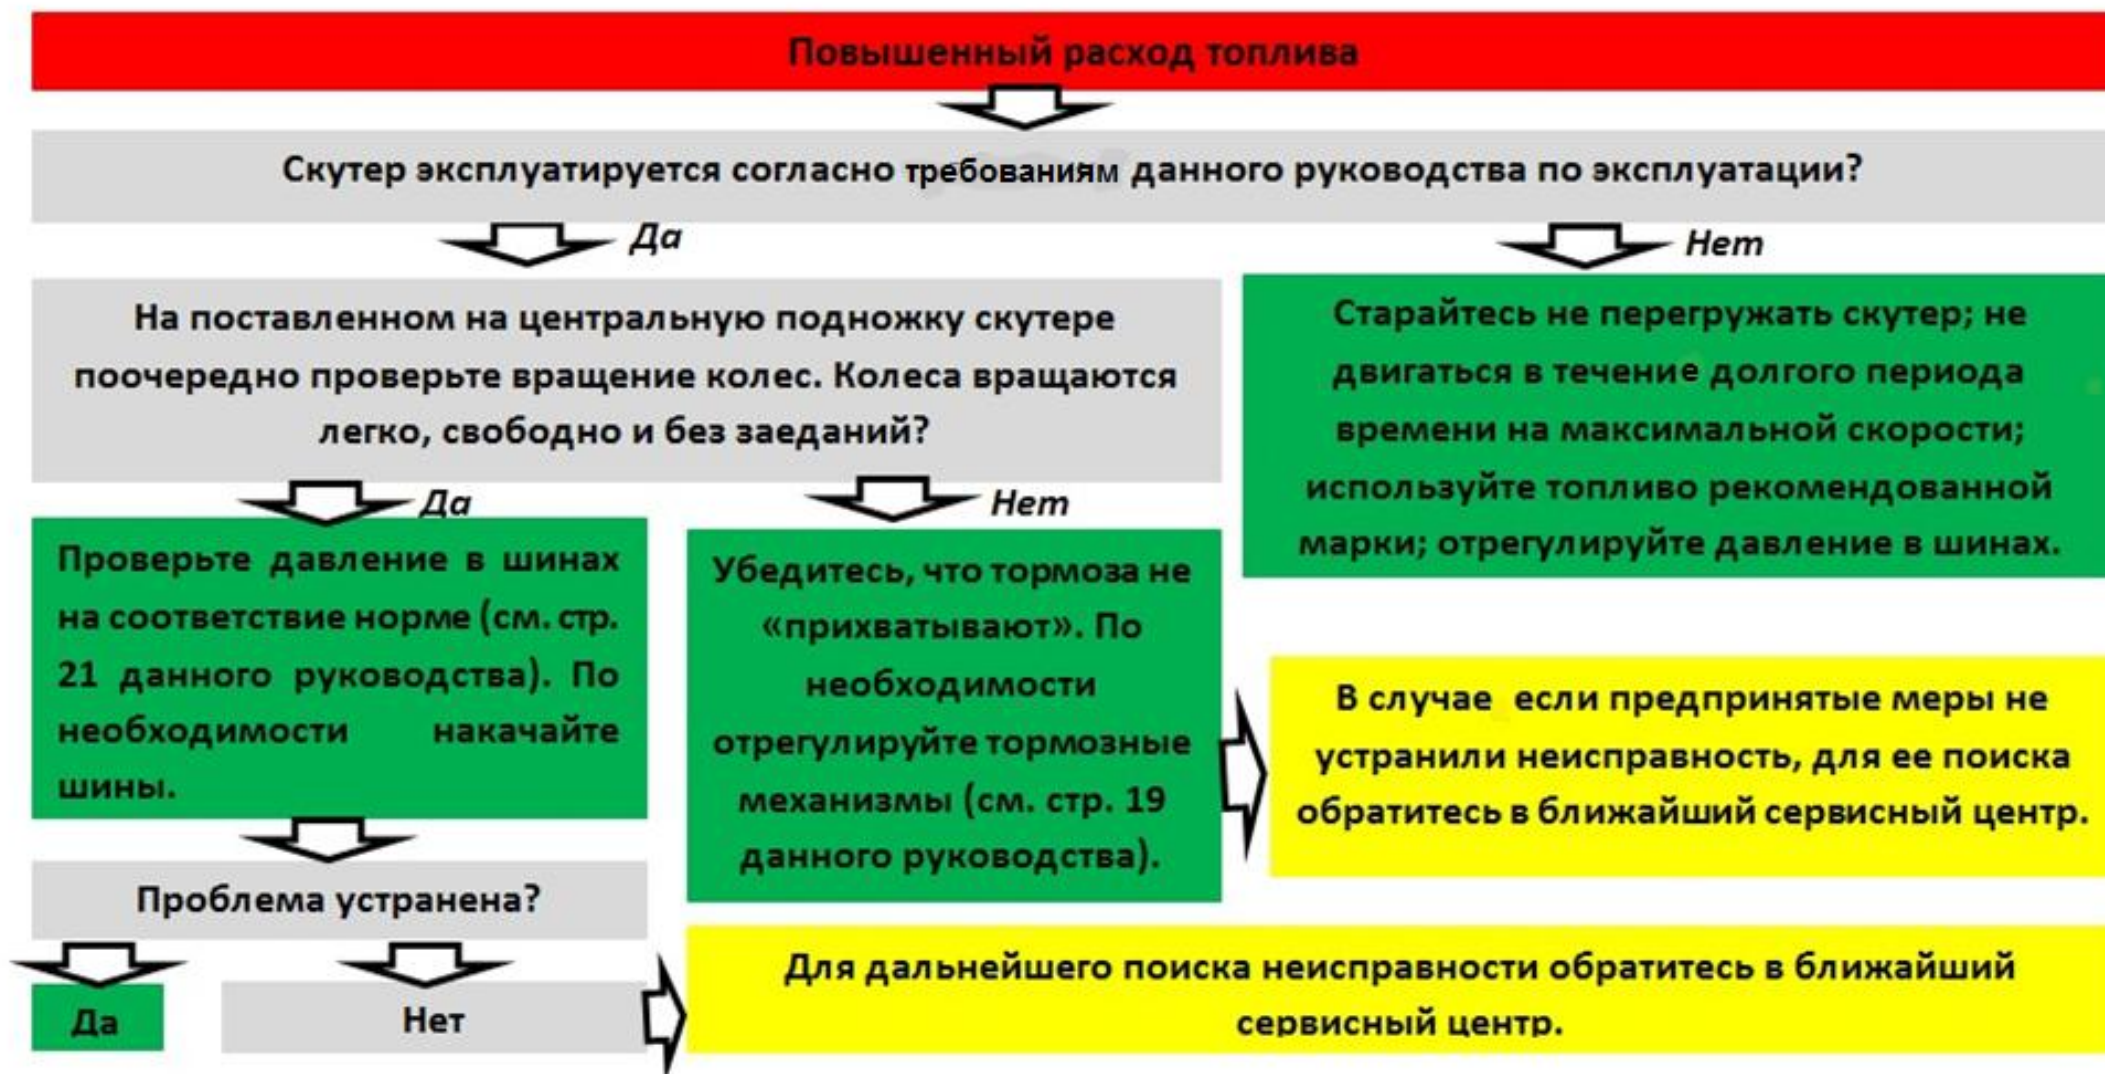 Повышенный расход топлива
Скутер эксплуатируется согласно требованиям данного руководства по эксплуатации?
Да
Нет
На поставленном на центральную подножку скутере
поочередно проверьте вращение колес. Колеса вращаются
легко, свободно и без заеданий?
Старайтесь не перегружать скутер; не
двигаться в течение долгого периода
времени на максимальной скорости;
используйте топливо рекомендованной
марки; отрегулируйте давление в шинах.
Да
Нет
Проверьте давление в шинах
на соответствие норме (см. стр.
21 данного руководства). По
необходимости накачайте
шины.
Убедитесь, что тормоза не
«прихватывают». По
необходимости
отрегулируйте тормозные
механизмы (см. стр. 19
данного руководства).
В случае если предпринятые меры не
устранили неисправность, для ее поиска
обратитесь в ближайший сервисный центр.
Проблема устранена?
Да
Нет
Для дальнейшего поиска неисправности обратитесь в ближайший
сервисный центр.